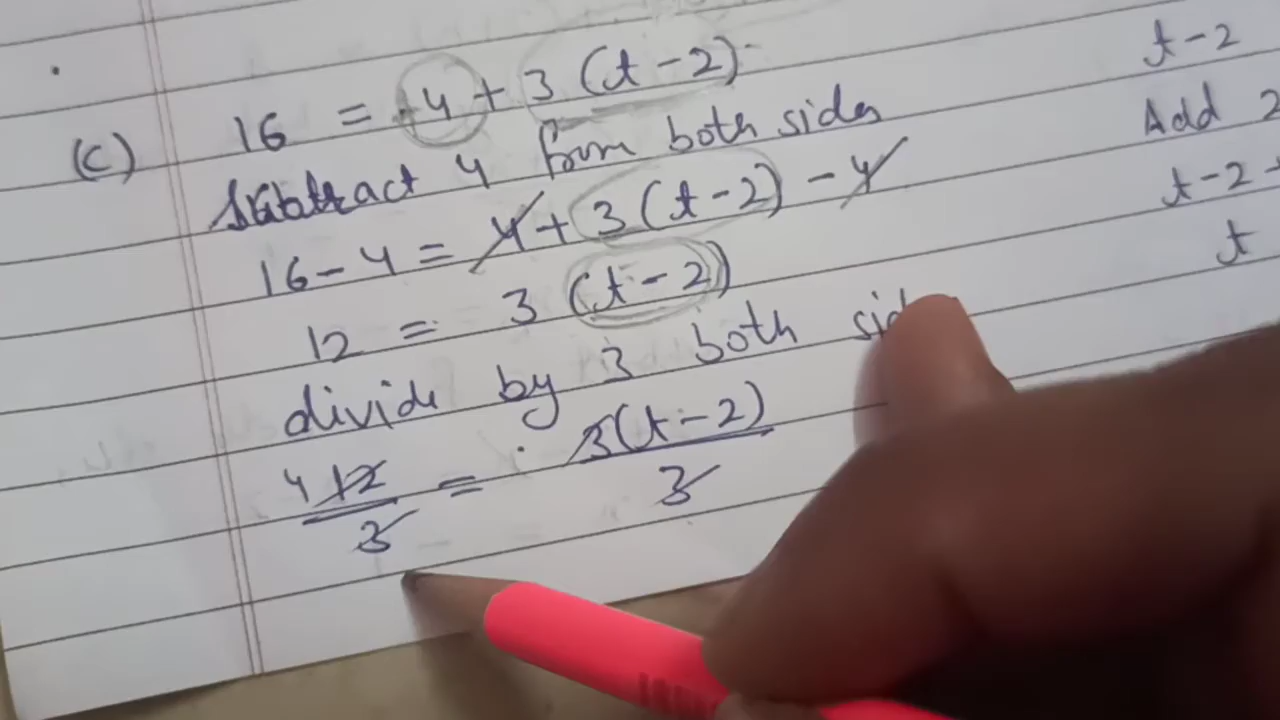 (c) 16 = 4 + 3 (t - 2)
Subtract 4 from both sides
16 - 4 = 4 + 3 (t - 2) - 4
12 = 3 (t - 2)
divide by 3 both
4 12/3 = 3(t - 2)/3
t - 2
Add 2
t - 2 +
t